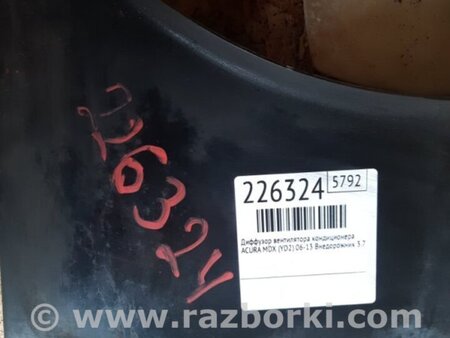 226324
226324 5792
Диффузор вентилятора кондиционера
ACURA MDX (YD2) 06-13 Внедорожник 3.7
www.razborki.com